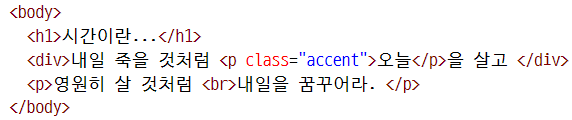 <body>
<h1>시간이란...</h1>
<div>내일 죽을 것처럼 <p class="accent">오늘</p>을 살고 </div>
<p>영원히 살 것처럼 <br>내일을 꿈꾸어라. </p>
</body>